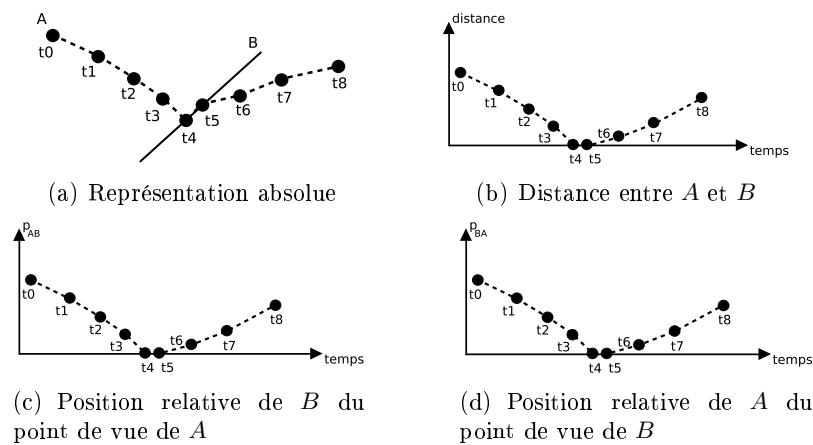 A
t0
t1
t2
t3
t4
B
t5
t6
t7
t8
(a) Représentation absolue
distance
t0
t1
t2
t3
t4
t5
t6
t7
t8
temps
(b) Distance entre A et B
pAB
t0
t1
t2
t3
t4
t5
t6
t7
t8
temps
(c) Position relative de B du
point de vue de A
pBA
t0
t1
t2
t3
t4
t5
t6
t7
t8
temps
(d) Position relative de A du
point de vue de B